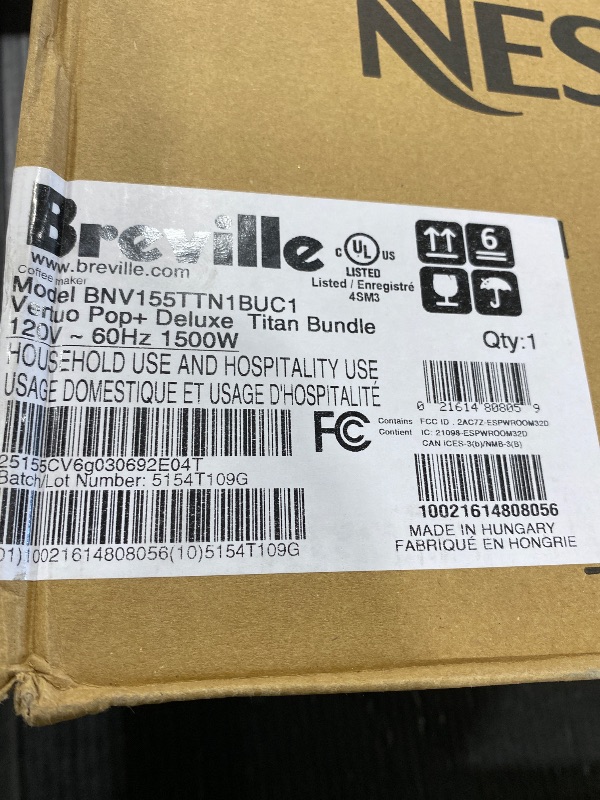 NES
Breville
www.breville.com
Coffee maker
Model BNV155TTN1BUC1
Vertuo Pop+ Deluxe Titan Bundle
120V ~ 60Hz 1500W
HOUSEHOLD USE AND HOSPITALITY USE
USAGE DOMESTIQUE ET USAGE D'HOSPITALITÉ
C UL US
LISTED
Listed / Enregistré
4SM3
6
Qty:1
0 21614 80805 9
FC
Contains FCC ID : 2AC7Z-ESPWROOM32D
Contient IC: 21098-ESPWROOM32D
CAN ICES-3(b)/NMB-3(B)
25155CV6g030692E04T
Batch/Lot Number: 5154T109G
01)10021614808056(10)5154T109G
10021614808056
MADE IN HUNGARY
FABRIQUÉ EN HONGRIE